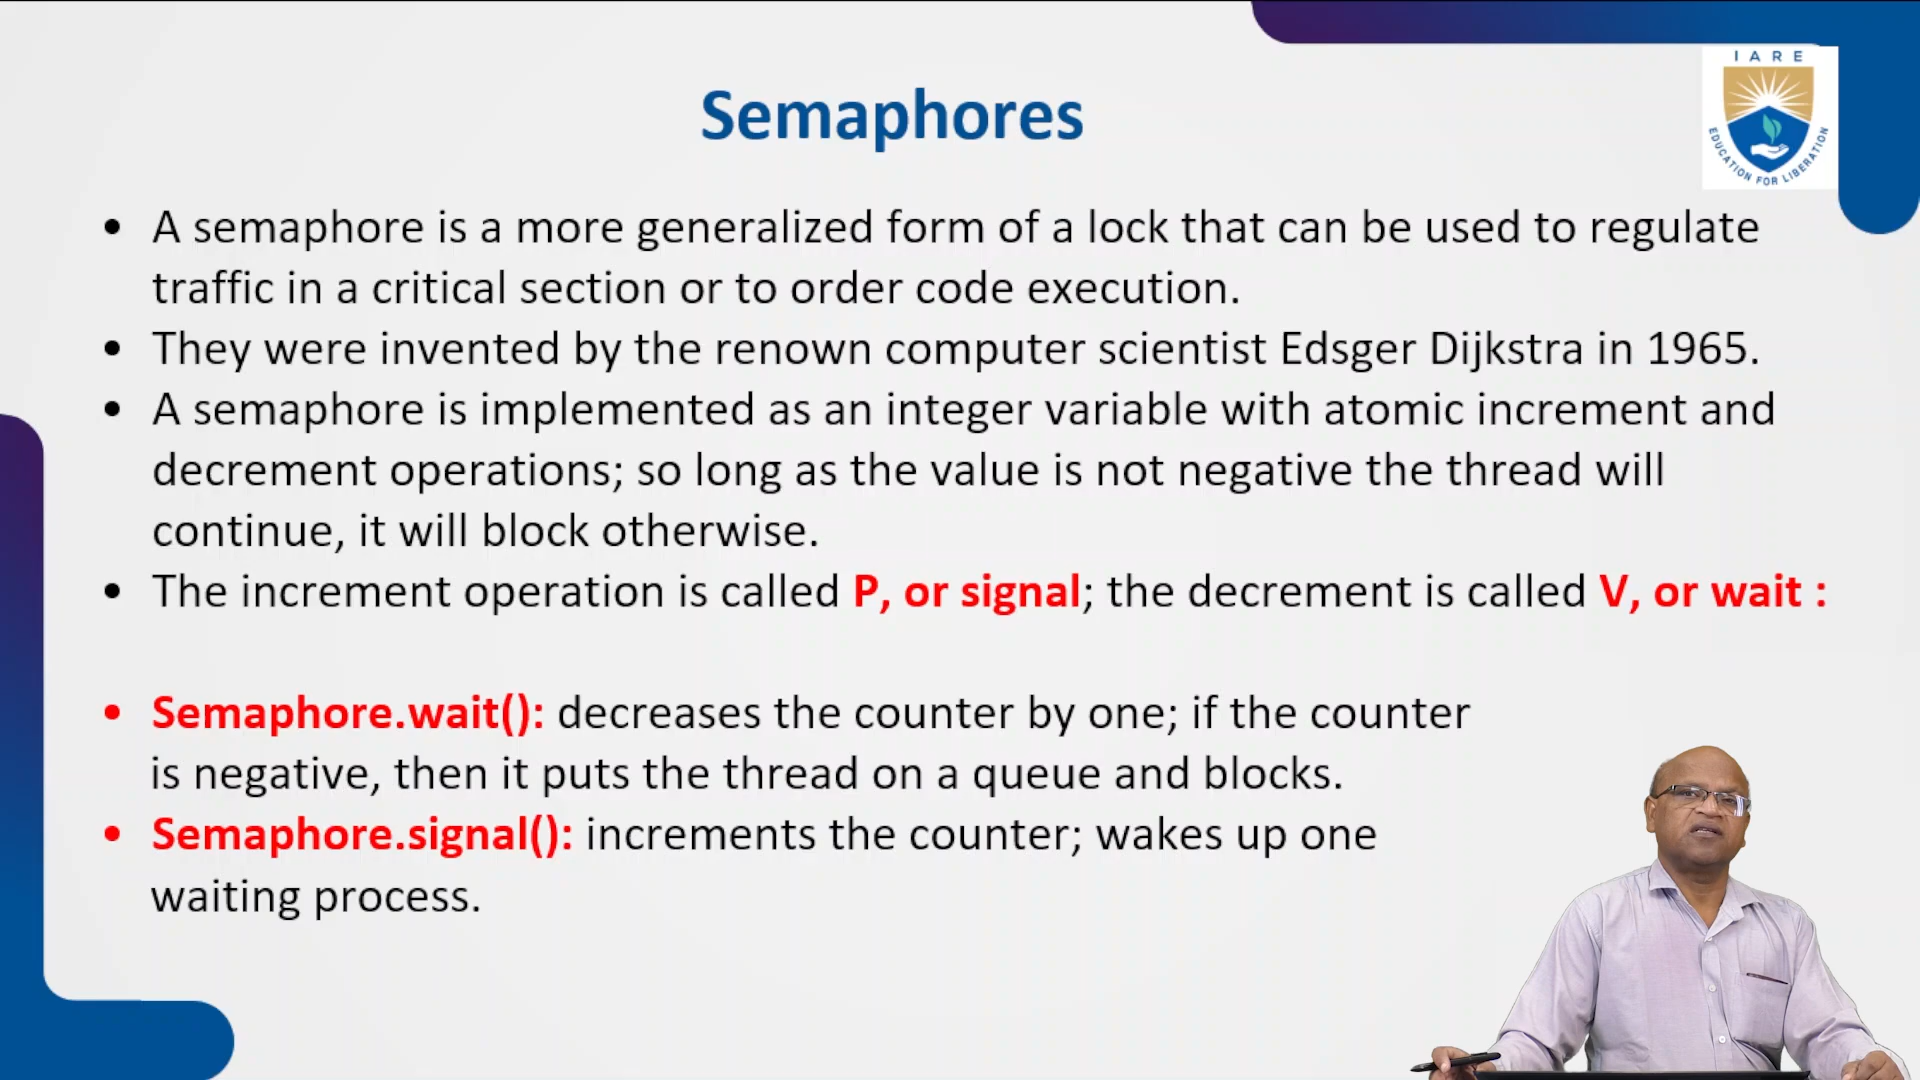 I A R E
EDUCATION FOR LIBERATION
Semaphores
• A semaphore is a more generalized form of a lock that can be used to regulate
traffic in a critical section or to order code execution.
• They were invented by the renown computer scientist Edsger Dijkstra in 1965.
• A semaphore is implemented as an integer variable with atomic increment and
decrement operations; so long as the value is not negative the thread will
continue, it will block otherwise.
• The increment operation is called P, or signal; the decrement is called V, or wait :
• Semaphore.wait(): decreases the counter by one; if the counter
is negative, then it puts the thread on a queue and blocks.
• Semaphore.signal(): increments the counter; wakes up one
waiting process.